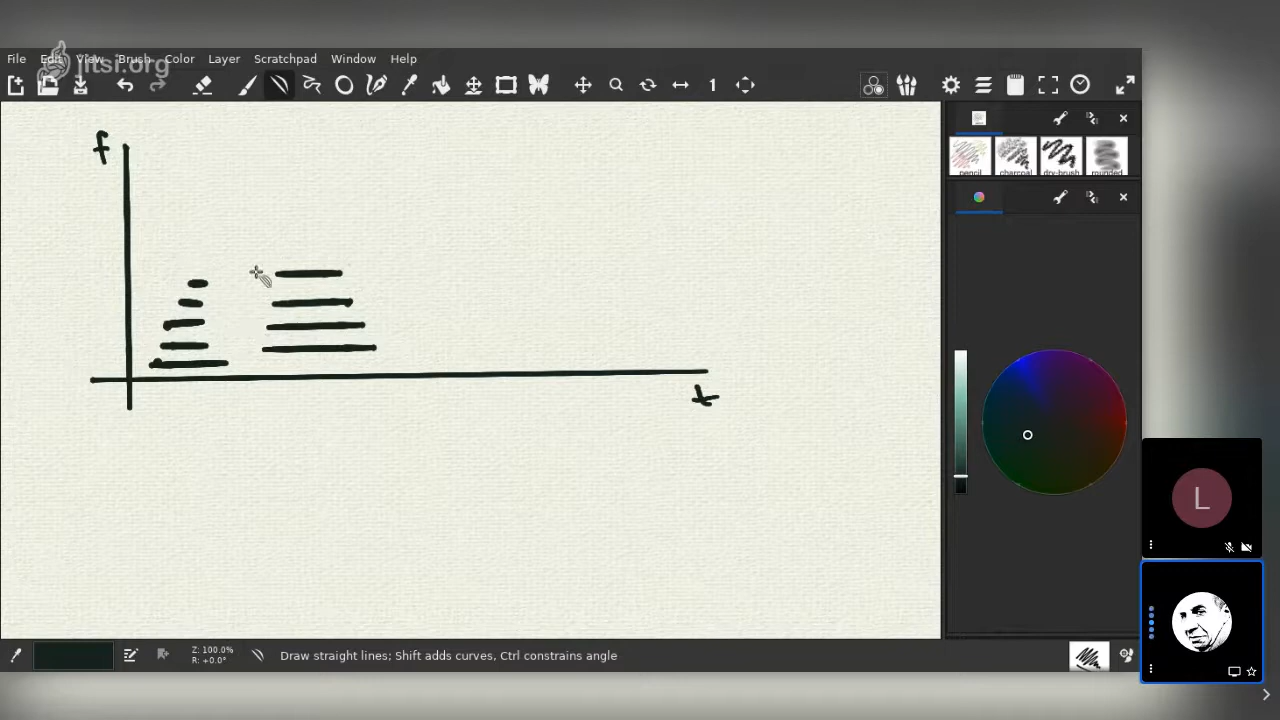 jitsi.org
File Edit View Brush Color Layer Scratchpad Window Help
1
f
pencil charcoal dry-brush rounded
t
L
Z: 100.0%
R: +0.0°
Draw straight lines; Shift adds curves, Ctrl constrains angle